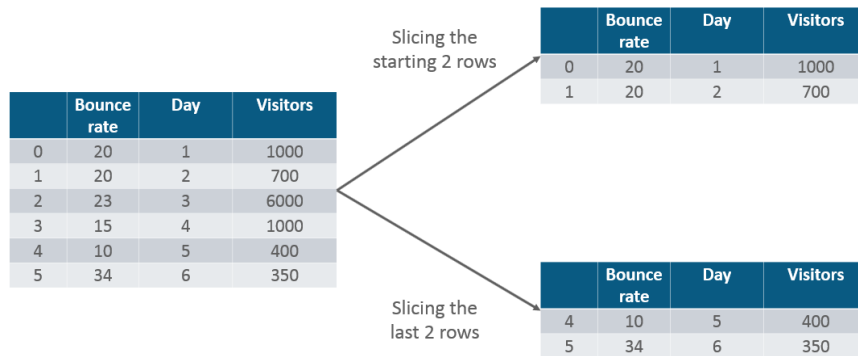 Slicing the
starting 2 rows
Bounce rate Day Visitors
0 20 1 1000
1 20 2 700
Bounce rate Day Visitors
0 20 1 1000
1 20 2 700
2 23 3 6000
3 15 4 1000
4 10 5 400
5 34 6 350
Slicing the
last 2 rows
Bounce rate Day Visitors
4 10 5 400
5 34 6 350